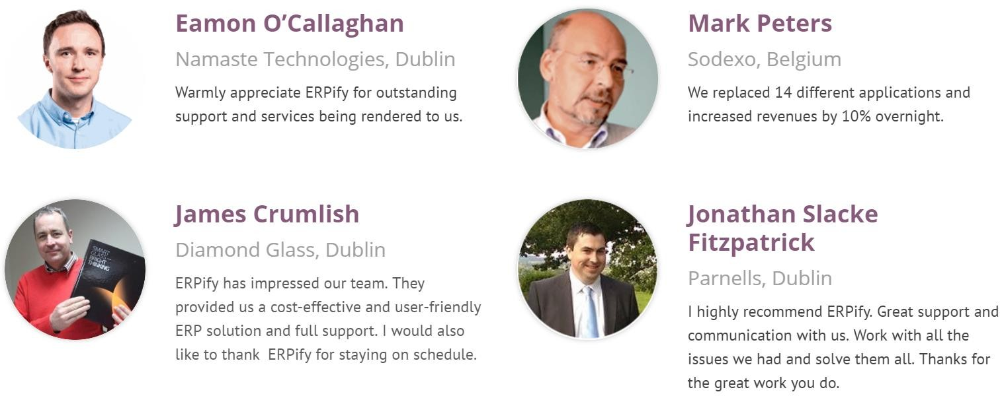 Eamon O’Callaghan
Namaste Technologies, Dublin
Warmly appreciate ERPify for outstanding
support and services being rendered to us.
Mark Peters
Sodexo, Belgium
We replaced 14 different applications and
increased revenues by 10% overnight.
SMART
GLASS—
BRIGHT
THINKING
James Crumlish
Diamond Glass, Dublin
ERPify has impressed our team. They
provided us a cost-effective and user-friendly
ERP solution and full support. I would also
like to thank  ERPify for staying on schedule.
Jonathan Slacke
Fitzpatrick
Parnells, Dublin
I highly recommend ERPify. Great support and
communication with us. Work with all the
issues we had and solve them all. Thanks for
the great work you do.